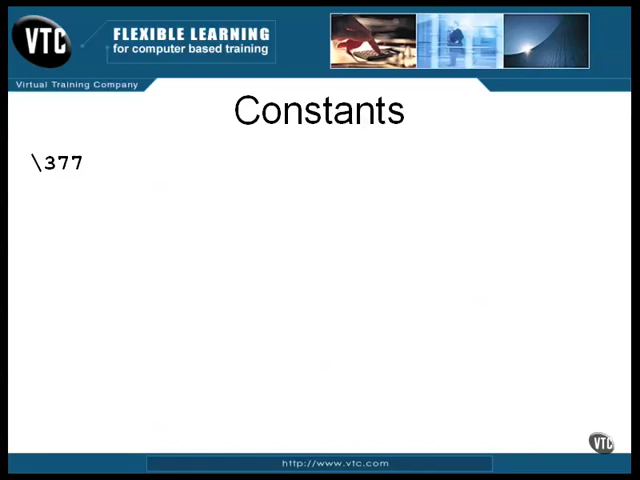 VTC
FLEXIBLE LEARNING
for computer based training
Virtual Training Company
Constants
\377
VTC
http://www.vtc.com